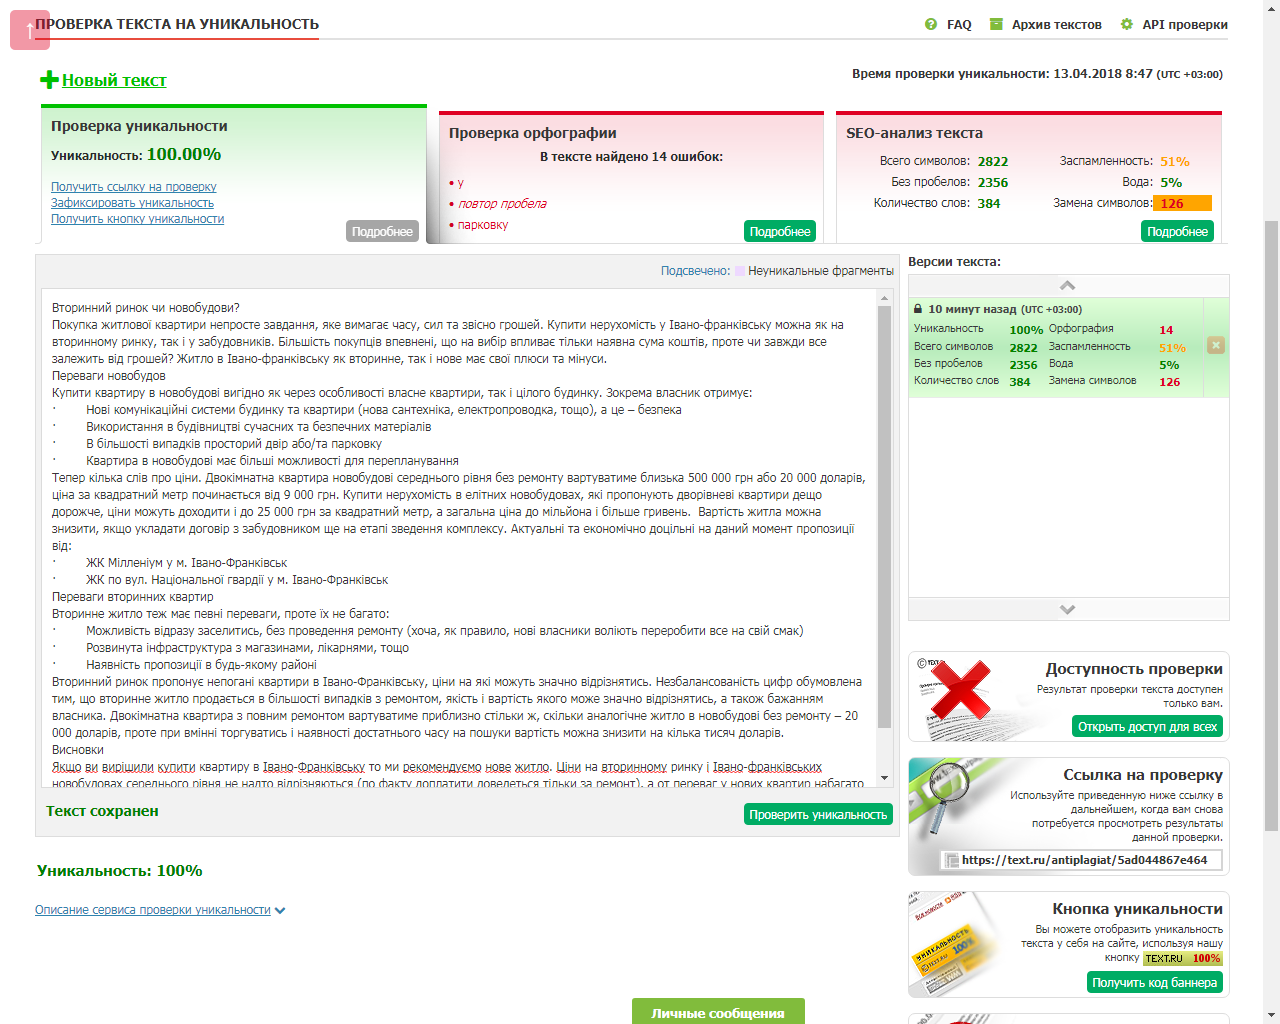 ПРОВЕРКА ТЕКСТА НА УНИКАЛЬНОСТЬ
FAQ
Архив текстов
API проверки
Новый текст
Время проверки уникальности: 13.04.2018 8:47 (UTC +03:00)
Проверка уникальности
Уникальность: 100.00%
Получить ссылку на проверку
Зафиксировать уникальность
Получить кнопку уникальности
Подробнее
Проверка орфографии
В тексте найдено 14 ошибок:
• у
• повтор пробела
• парковку
Подробнее
SEO-анализ текста
Всего символов: 2822
Без пробелов: 2356
Количество слов: 384
Заспамленность: 51%
Вода: 5%
Замена символов: 126
Подробнее
Подсвечено: Неуникальные фрагменты
Вторинний ринок чи новобудови?
Покупка житлової квартири непросте завдання, яке вимагає часу, сил та звісно грошей. Купити нерухомість у Івано-франківську можна як на
вторинному ринку, так і у забудовників. Більшість покупців впевнені, що на вибір впливає тільки наявна сума коштів, проте чи завжди все
залежить від грошей? Житло в Івано-франківську як вторинне, так і нове має свої плюси та мінуси.
Переваги новобудов
Купити квартиру в новобудові вигідно як через особливості власне квартири, так і цілого будинку. Зокрема власник отримує:
· Нові комунікаційні системи будинку та квартири (нова сантехніка, електропроводка, тощо), а це – безпека
· Використання в будівництві сучасних та безпечних матеріалів
· В більшості випадків просторий двір або/та парковку
· Квартира в новобудові має більші можливості для перепланування
Тепер кілька слів про ціни. Двокімнатна квартира новобудові середнього рівня без ремонту вартуватиме близька 500 000 грн або 20 000 доларів,
ціна за квадратний метр починається від 9 000 грн. Купити нерухомість в елітних новобудовах, які пропонують дворівневі квартири дещо
дорожче, ціни можуть доходити і до 25 000 грн за квадратний метр, а загальна ціна до мільйона і більше гривень.  Вартість житла можна
знизити, якщо укладати договір з забудовником ще на етапі зведення комплексу. Актуальні та економічно доцільні на даний момент пропозиції
від:
· ЖК Мілленіум у м. Івано-Франківськ
· ЖК по вул. Національної гвардії у м. Івано-Франківськ
Переваги вторинних квартир
Вторинне житло теж має певні переваги, проте їх не багато:
· Можливість відразу заселитись, без проведення ремонту (хоча, як правило, нові власники воліють переробити все на свій смак)
· Розвинута інфраструктура з магазинами, лікарнями, тощо
· Наявність пропозиції в будь-якому районі
Вторинний ринок пропонує непогані квартири в Івано-Франківську, ціни на які можуть значно відрізнятись. Незбалансованість цифр обумовлена
тим, що вторинне житло продається в більшості випадків з ремонтом, якість і вартість якого може значно відрізнятись, а також бажанням
власника. Двокімнатна квартира з повним ремонтом вартуватиме приблизно стільки ж, скільки аналогічне житло в новобудові без ремонту – 20
000 доларів, проте при вмінні торгуватись і наявності достатнього часу на пошуки вартість можна знизити на кілька тисяч доларів.
Висновки
Якщо ви вирішили купити квартиру в Івано-Франківську то ми рекомендуємо нове житло. Ціни на вторинному ринку і Івано-франківських
новобудовах середнього рівня не надто відрізняються (по факту доплатити доведеться тільки за ремонт), а от переваг у нових квартир набагато
Текст сохранен
Проверить уникальность
Уникальность: 100%
Описание сервиса проверки уникальности
Личные сообщения
Версии текста:
10 минут назад (UTC +03:00)
Уникальность 100% Орфография 14
Всего символов 2822 Заспамленность 51%
Без пробелов 2356 Вода 5%
Количество слов 384 Замена символов 126
Доступность проверки
Результат проверки текста доступен
только вам.
Открыть доступ для всех
Ссылка на проверку
Используйте приведенную ниже ссылку в
дальнейшем, когда вам снова
потребуется просмотреть результаты
данной проверки.
https://text.ru/antiplagiat/5ad044867e464
Кнопка уникальности
Вы можете отобразить уникальность
текста у себя на сайте, используя нашу
кнопку TEXT.RU 100%
УНИКАЛЬНОСТЬ
100%
Получить код баннера